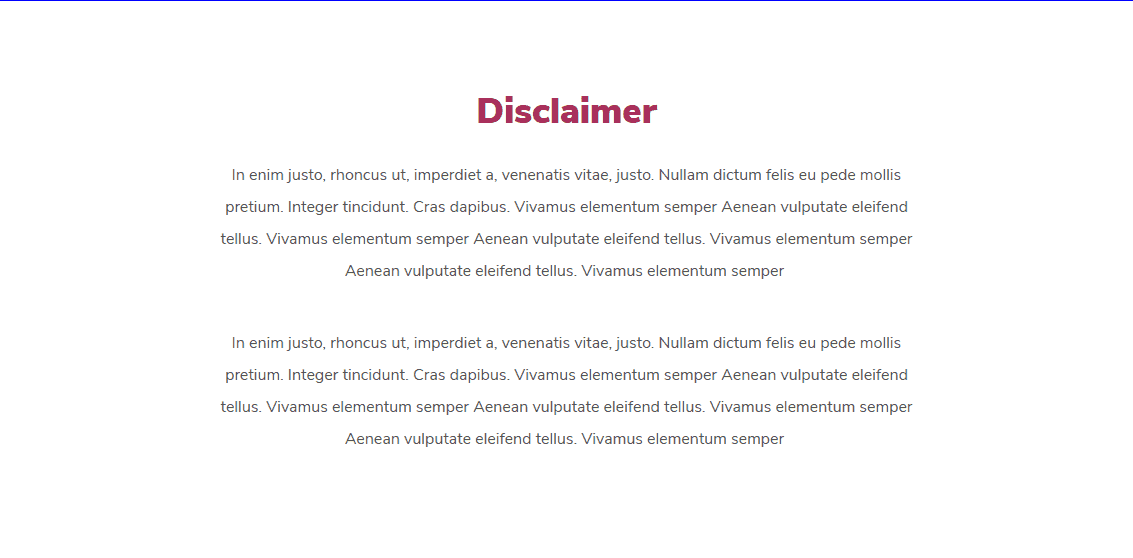 Disclaimer
In enim justo, rhoncus ut, imperdiet a, venenatis vitae, justo. Nullam dictum felis eu pede mollis
pretium. Integer tincidunt. Cras dapibus. Vivamus elementum semper Aenean vulputate eleifend
tellus. Vivamus elementum semper Aenean vulputate eleifend tellus. Vivamus elementum semper
Aenean vulputate eleifend tellus. Vivamus elementum semper
In enim justo, rhoncus ut, imperdiet a, venenatis vitae, justo. Nullam dictum felis eu pede mollis
pretium. Integer tincidunt. Cras dapibus. Vivamus elementum semper Aenean vulputate eleifend
tellus. Vivamus elementum semper Aenean vulputate eleifend tellus. Vivamus elementum semper
Aenean vulputate eleifend tellus. Vivamus elementum semper